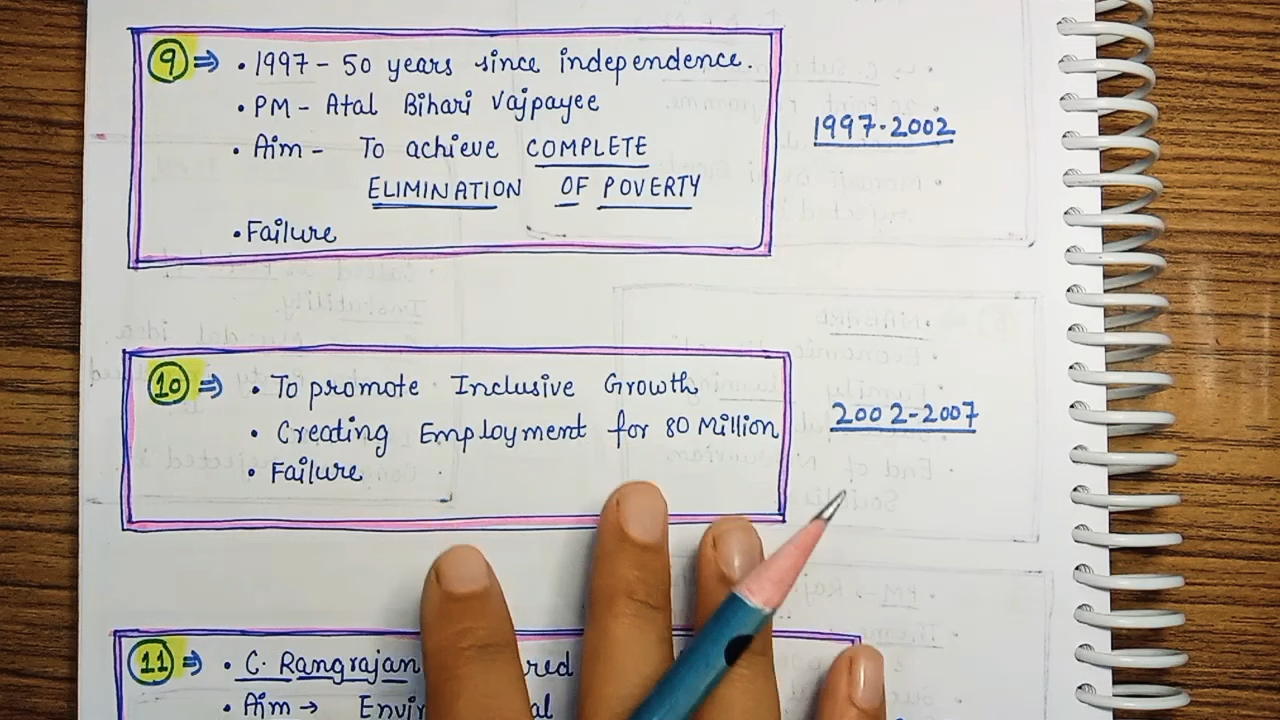 9 ⇒ • 1997 - 50 years since independence.
• PM - Atal Bihari Vajpayee
• Aim - To achieve COMPLETE
ELIMINATION OF POVERTY
• Failure
1997-2002
10 ⇒ • To promote Inclusive Growth
• Creating Employment for 80 Million
• Failure
2002-2007
11 ⇒ • C. Rangrajan
• Aim →